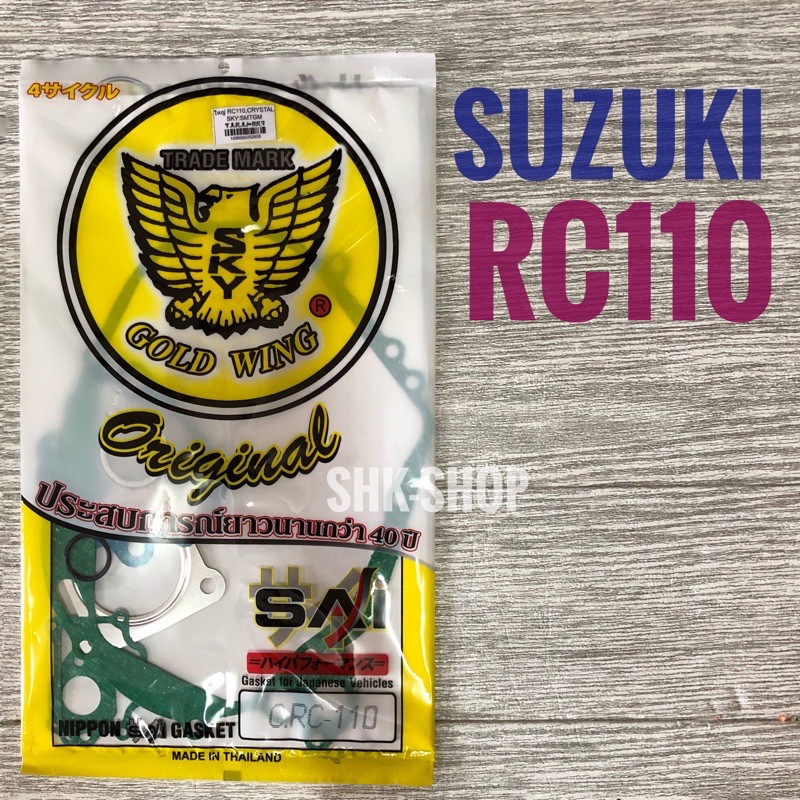 4サイクル
ใหญ่ RC110,CRYSTAL
SKY:SMTGM
TRADE MARK
SKY
®
GOLD WING
Original
ประสบการณ์ยาวนานกว่า 40 ปี
SAI
=ハイパフォーマンス=
Gasket for Japanese Vehicles
C.RC-110
NIPPON SAI GASKET
MADE IN THAILAND
SUZUKI
RC110
SHK-SHOP